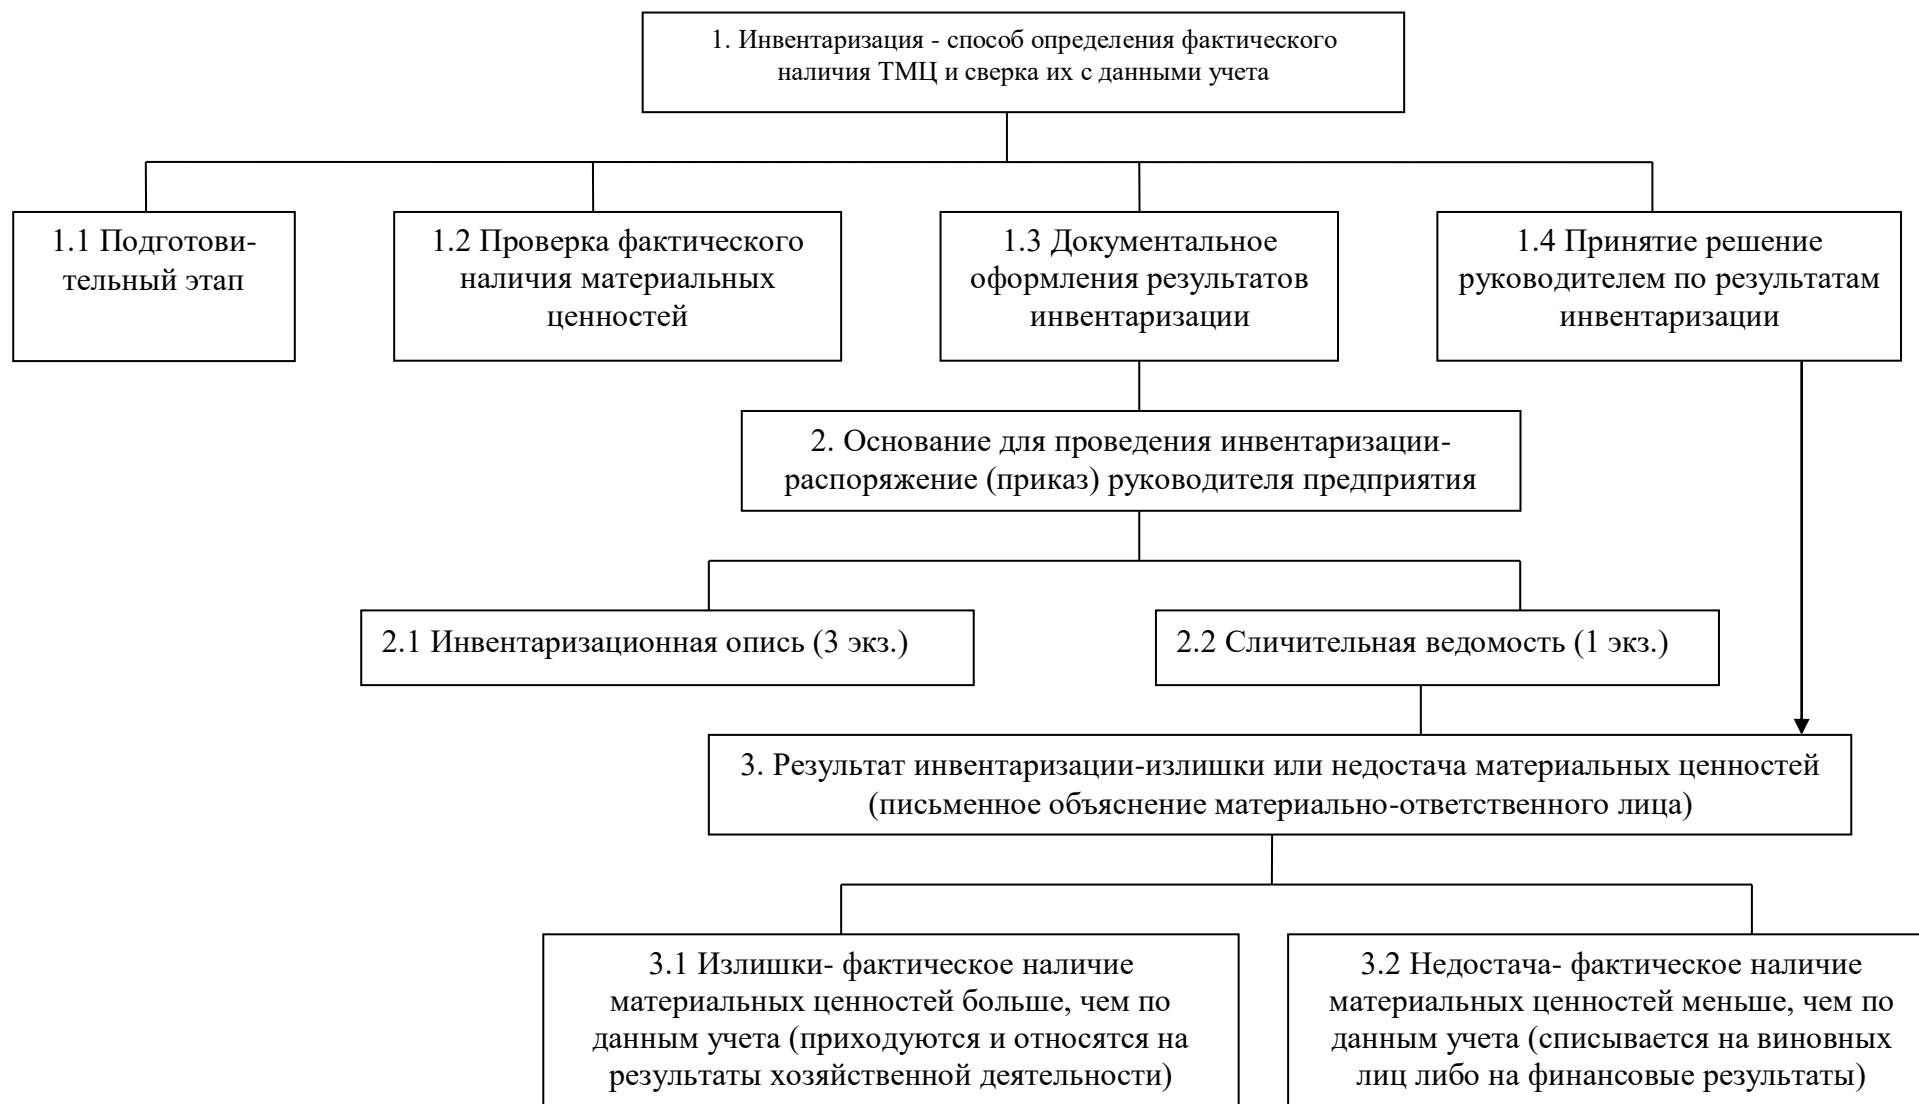 1. Инвентаризация - способ определения фактического
наличия ТМЦ и сверка их с данными учета
1.1 Подготови-
тельный этап
1.2 Проверка фактического
наличия материальных
ценностей
1.3 Документальное
оформления результатов
инвентаризации
1.4 Принятие решение
руководителем по результатам
инвентаризации
2. Основание для проведения инвентаризации-
распоряжение (приказ) руководителя предприятия
2.1 Инвентаризационная опись (3 экз.)
2.2 Сличительная ведомость (1 экз.)
3. Результат инвентаризации-излишки или недостача материальных ценностей
(письменное объяснение материально-ответственного лица)
3.1 Излишки- фактическое наличие
материальных ценностей больше, чем по
данным учета (приходуются и относятся на
результаты хозяйственной деятельности)
3.2 Недостача- фактическое наличие
материальных ценностей меньше, чем по
данным учета (списывается на виновных
лиц либо на финансовые результаты)